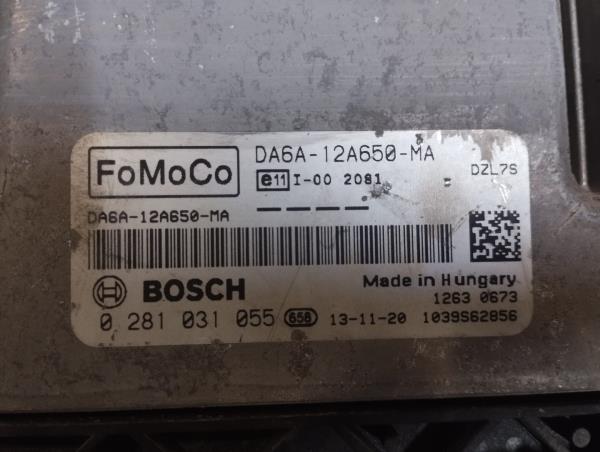 FoMoCo DA6A-12A650-MA
e11 I-00 2081 DZL7S
DA6A-12A650-MA
BOSCH Made in Hungary
1263 0673
0 281 031 055 658 13-11-20 1039S62856